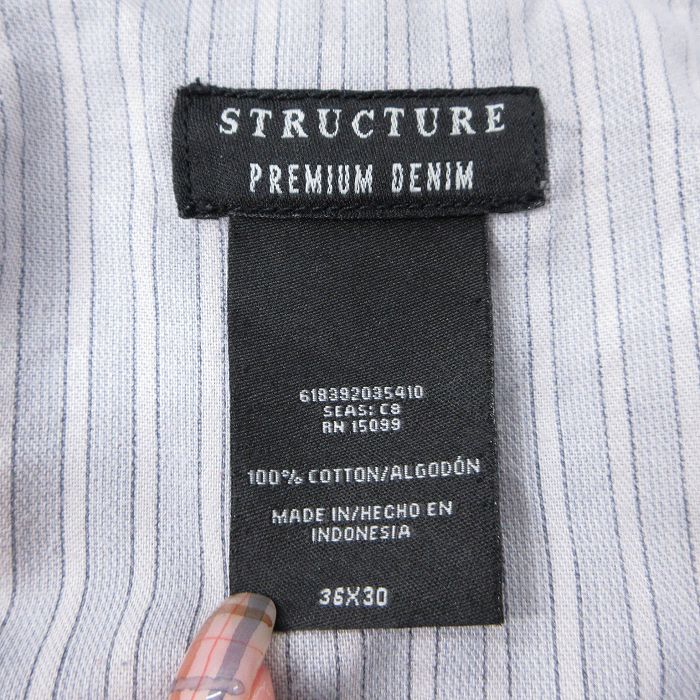 STRUCTURE
PREMIUM DENIM
618392035410
SEAS: C8
RN 15099
100% COTTON/ALGODÓN
MADE IN/HECHO EN
INDONESIA
36X30